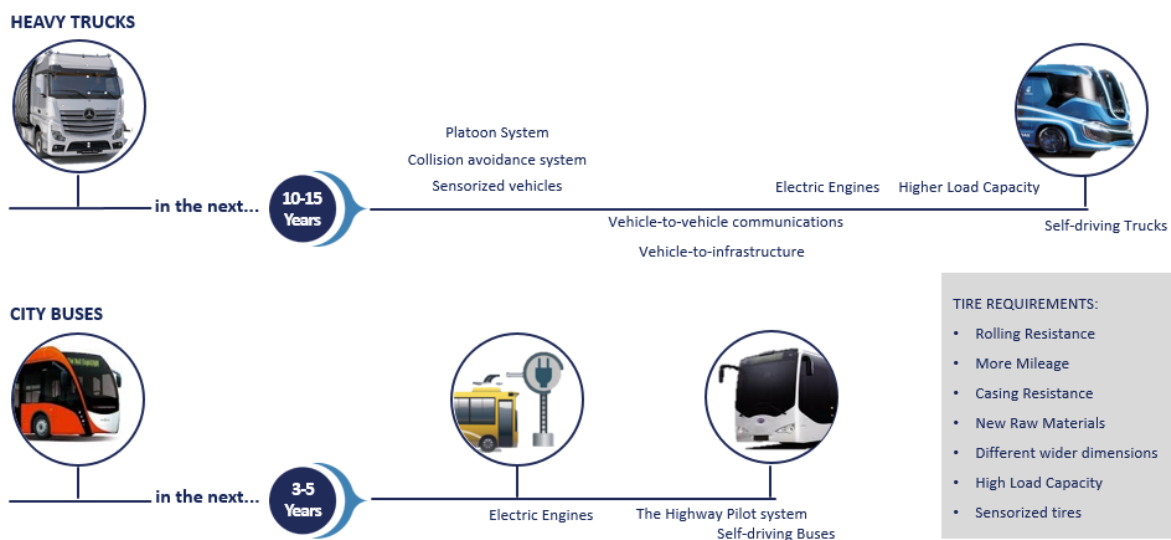 HEAVY TRUCKS
Platoon System
Collision avoidance system
Sensorized vehicles
Electric Engines
Higher Load Capacity
in the next...
10-15
Years
Vehicle-to-vehicle communications
Vehicle-to-infrastructure
Self-driving Trucks
CITY BUSES
in the next...
3-5
Years
Electric Engines
The Highway Pilot system
Self-driving Buses
TIRE REQUIREMENTS:
• Rolling Resistance
• More Mileage
• Casing Resistance
• New Raw Materials
• Different wider dimensions
• High Load Capacity
• Sensorized tires